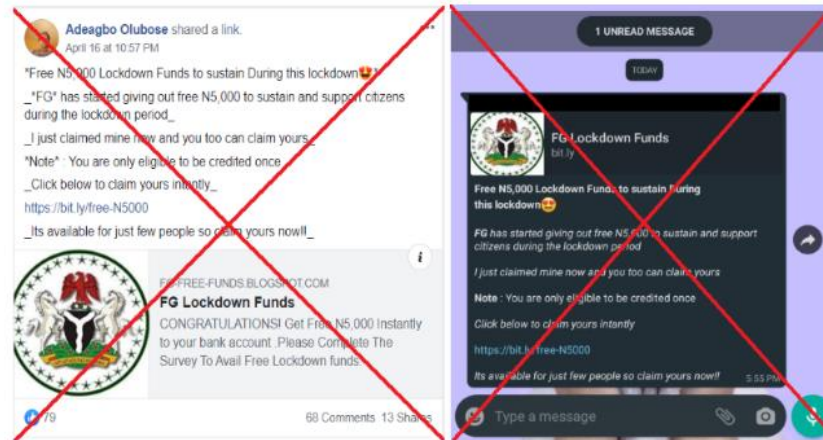 Adeagbo Olubose shared a link.
April 16 at 10:57 PM
*Free N5,000 Lockdown Funds to sustain During this lockdown😍*
_*FG* has started giving out free N5,000 to sustain and support citizens
during the lockdown period_
_I just claimed mine now and you too can claim yours_
*Note* : You are only eligible to be credited once
_Click below to claim yours intantly_
https://bit.ly/free-N5000
_Its available for just few people so claim yours now!!_
FG-FREE-FUNDS.BLOGSPOT.COM
FG Lockdown Funds
CONGRATULATIONS! Get Free N5,000 Instantly
to your bank account .Please Complete The
Survey To Avail Free Lockdown funds.
79
68 Comments 13 Shares
1 UNREAD MESSAGE
TODAY
FG Lockdown Funds
bit.ly
Free N5,000 Lockdown Funds to sustain During
this lockdown😍
FG has started giving out free N5,000 to sustain and support
citizens during the lockdown period
I just claimed mine now and you too can claim yours
Note : You are only eligible to be credited once
Click below to claim yours intantly
https://bit.ly/free-N5000
Its available for just few people so claim yours now!!
5:55 PM
Type a message